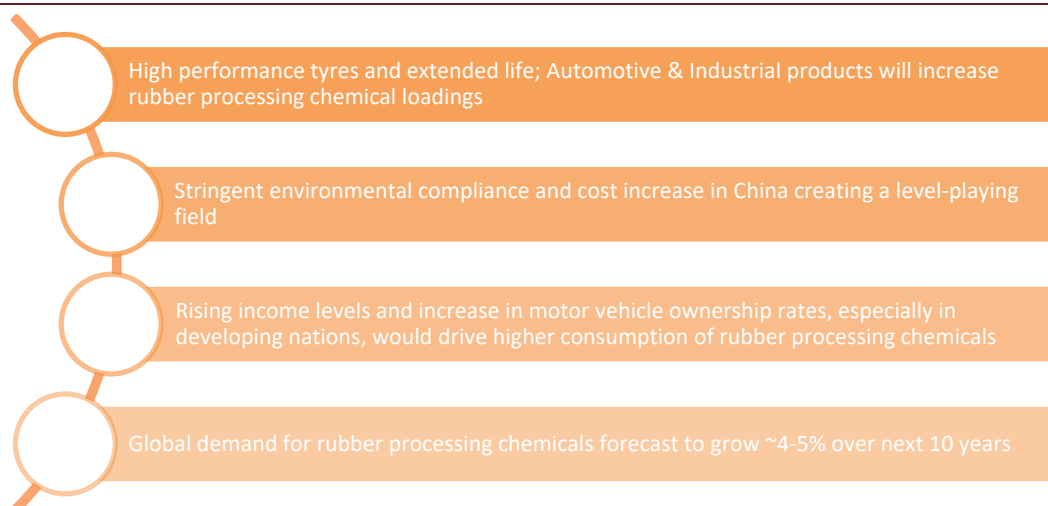 High performance tyres and extended life; Automotive & Industrial products will increase
rubber processing chemical loadings
Stringent environmental compliance and cost increase in China creating a level-playing
field
Rising income levels and increase in motor vehicle ownership rates, especially in
developing nations, would drive higher consumption of rubber processing chemicals
Global demand for rubber processing chemicals forecast to grow ~4-5% over next 10 years